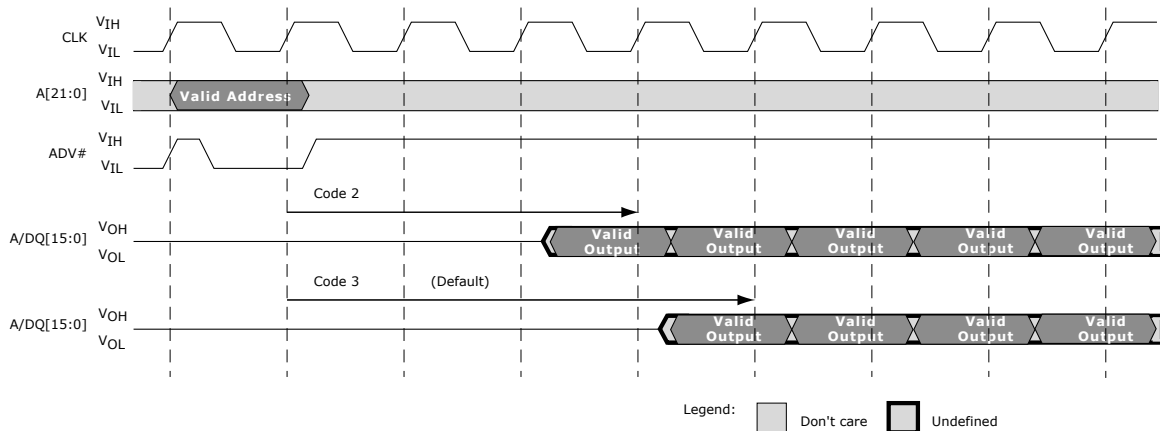 CLK VIH
VIL
A[21:0] VIH
VIL
Valid Address
ADV# VIH
VIL
Code 2
A/DQ[15:0] VOH
VOL
Valid Output
Valid Output
Valid Output
Valid Output
Valid Output
Code 3 (Default)
A/DQ[15:0] VOH
VOL
Valid Output
Valid Output
Valid Output
Valid Output
Legend: Don't care Undefined